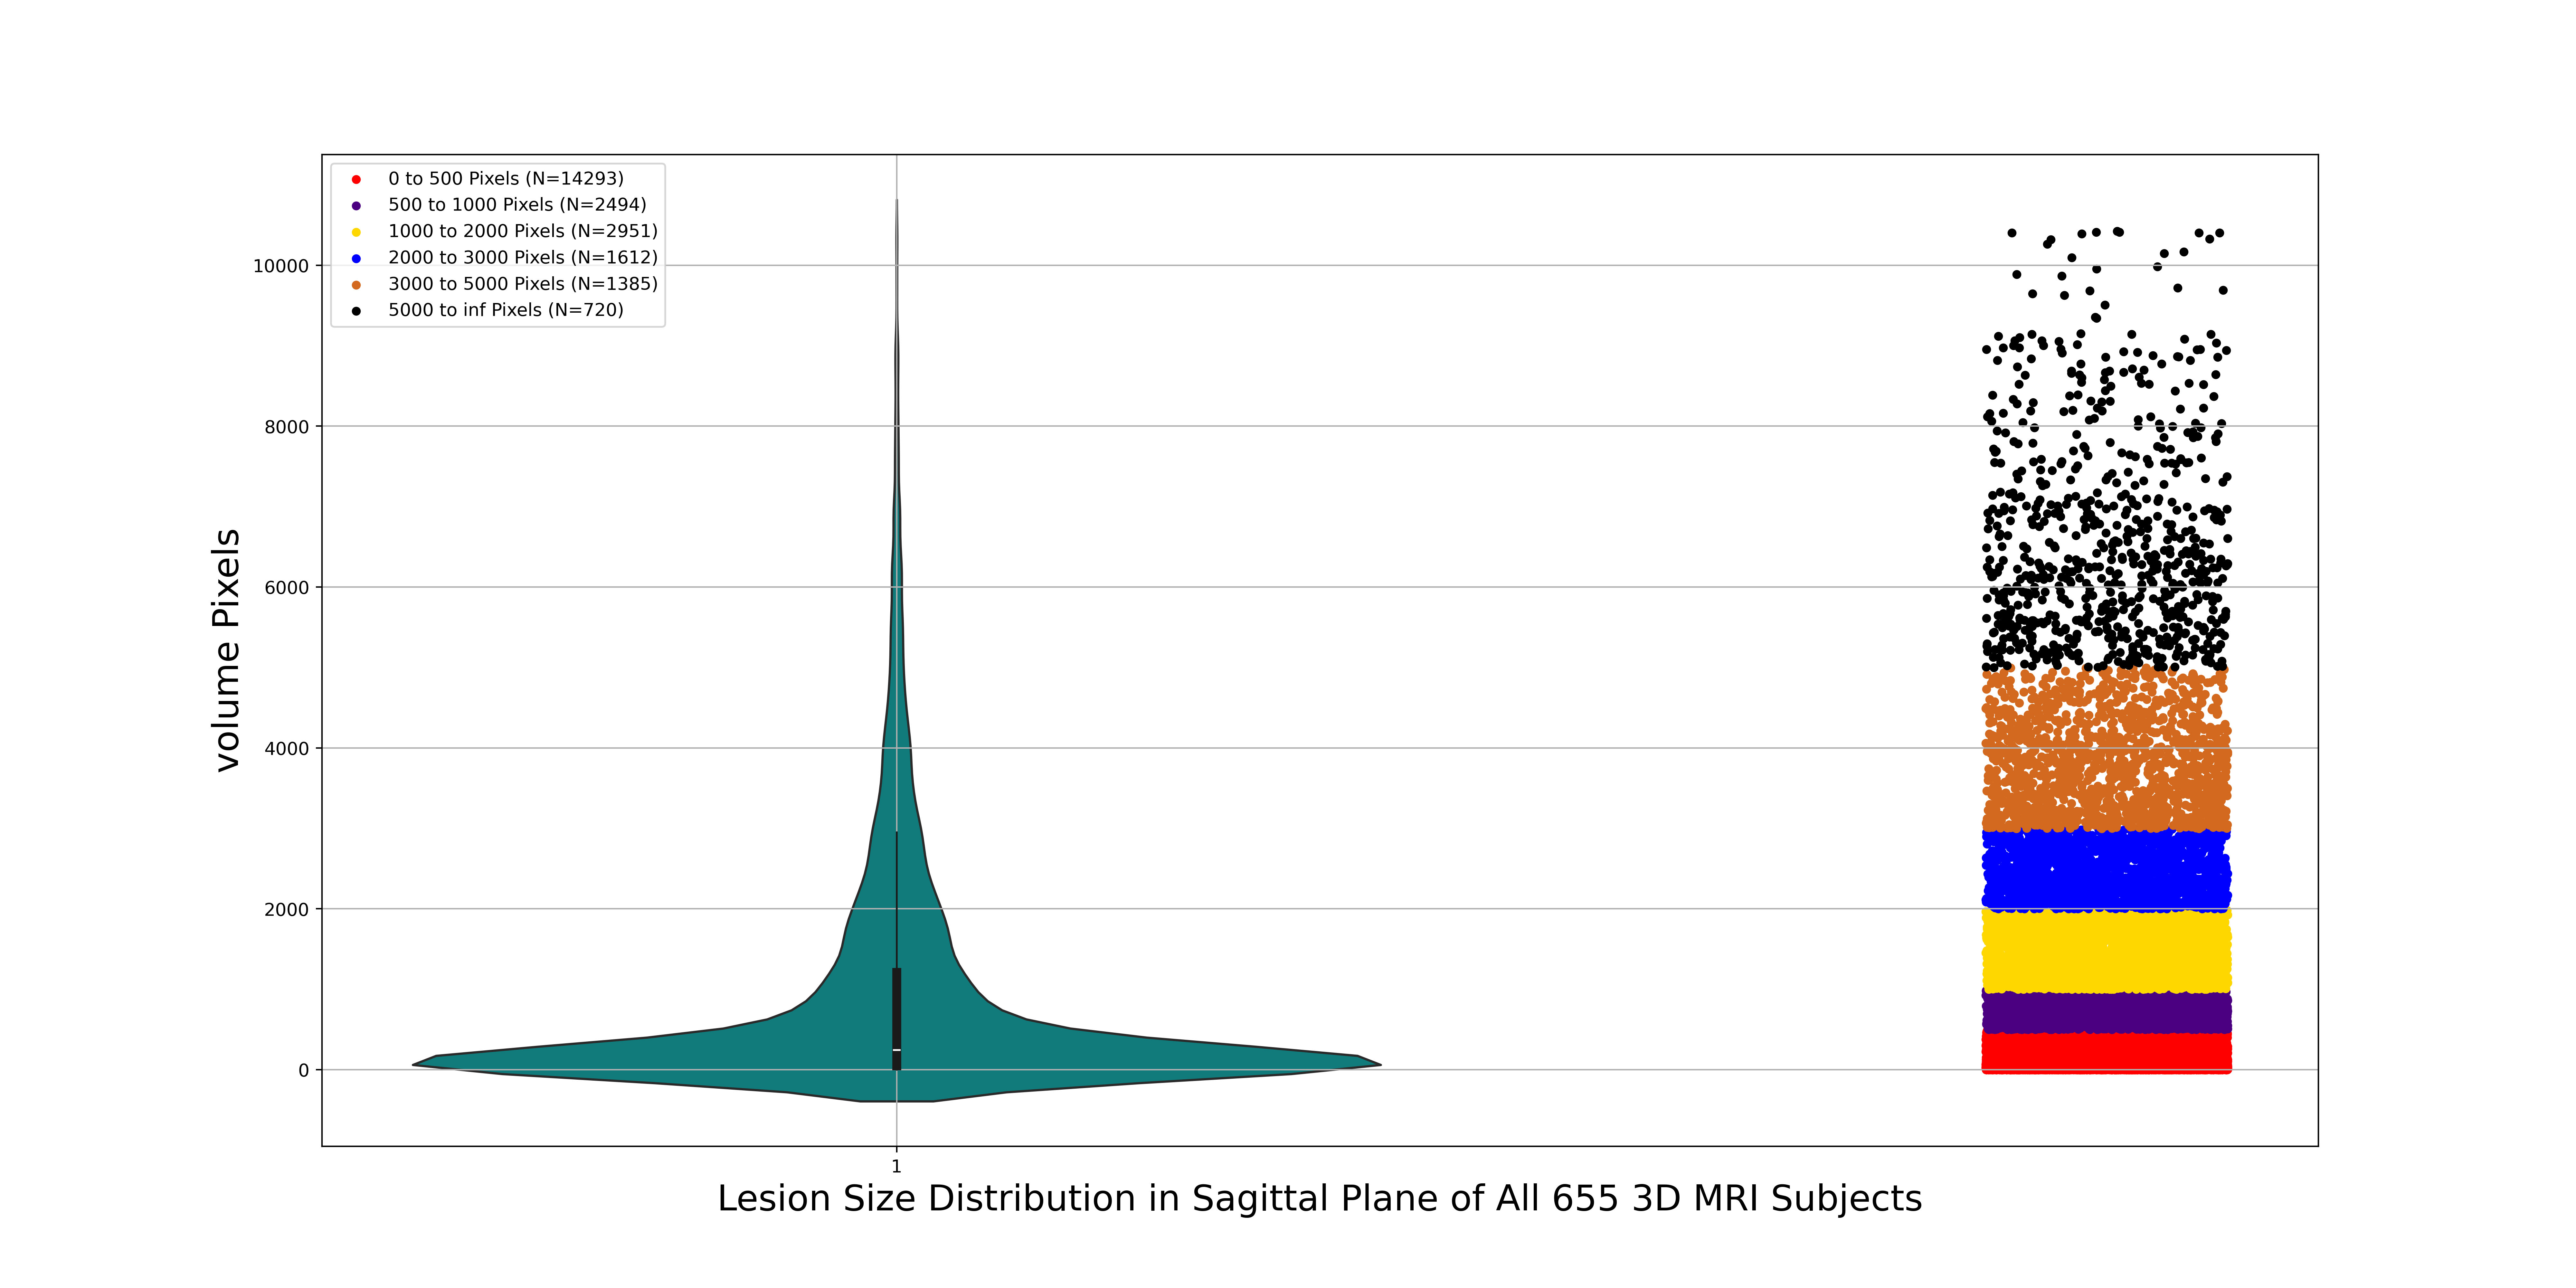 0 to 500 Pixels (N=14293)
500 to 1000 Pixels (N=2494)
1000 to 2000 Pixels (N=2951)
2000 to 3000 Pixels (N=1612)
3000 to 5000 Pixels (N=1385)
5000 to inf Pixels (N=720)
volume Pixels
10000
8000
6000
4000
2000
0
1
Lesion Size Distribution in Sagittal Plane of All 655 3D MRI Subjects